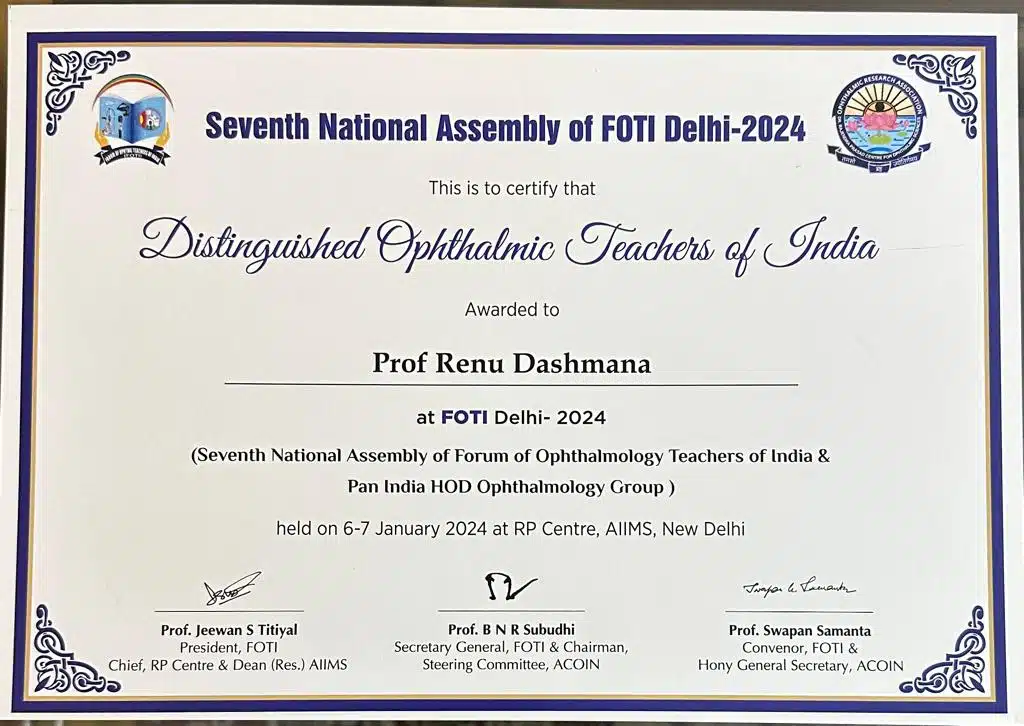 Seventh National Assembly of FOTI Delhi-2024
OPHTHALMIC RESEARCH ASSOCIATION
This is to certify that
Distinguished Ophthalmic Teachers of India
Awarded to
Prof Renu Dashmana
at FOTI Delhi- 2024
(Seventh National Assembly of Forum of Ophthalmology Teachers of India &
Pan India HOD Ophthalmology Group )
held on 6-7 January 2024 at RP Centre, AIIMS, New Delhi
Prof. Jeewan S Titiyal
President, FOTI
Chief, RP Centre & Dean (Res.) AIIMS
Prof. B N R Subudhi
Secretary General, FOTI & Chairman,
Steering Committee, ACOIN
Prof. Swapan Samanta
Convenor, FOTI &
Hony General Secretary, ACOIN